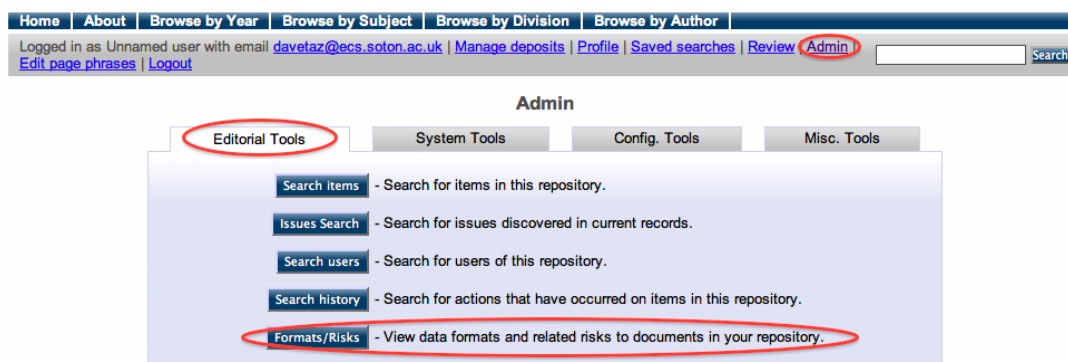 Home About Browse by Year Browse by Subject Browse by Division Browse by Author
Logged in as Unnamed user with email davetaz@ecs.soton.ac.uk | Manage deposits | Profile | Saved searches | Review | Admin |
Edit page phrases | Logout
Search
Admin
Editorial Tools System Tools Config. Tools Misc. Tools
Search items - Search for items in this repository.
Issues Search - Search for issues discovered in current records.
Search users - Search for users of this repository.
Search history - Search for actions that have occurred on items in this repository.
Formats/Risks - View data formats and related risks to documents in your repository.